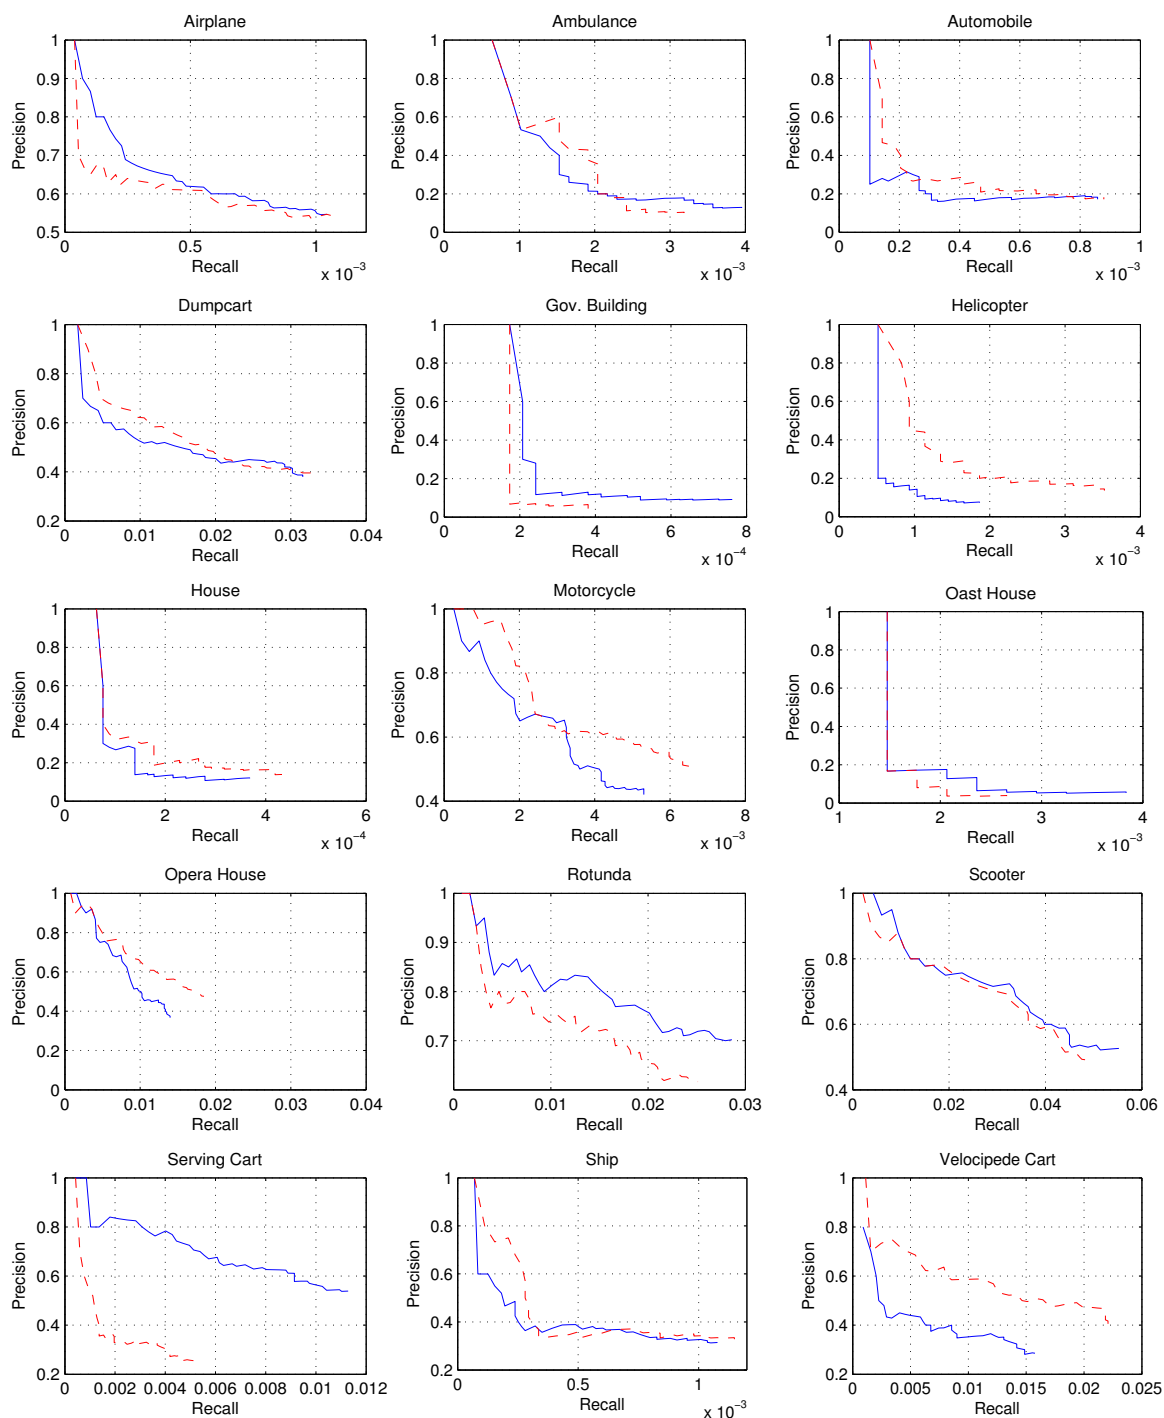 Airplane
Precision
1
0.9
0.8
0.7
0.6
0.5
0
0.5
1
Recall
x 10^−3
Ambulance
Precision
1
0.8
0.6
0.4
0.2
0
0
1
2
3
4
Recall
x 10^−3
Automobile
Precision
1
0.8
0.6
0.4
0.2
0
0
0.2
0.4
0.6
0.8
1
Recall
x 10^−3
Dumpcart
Precision
1
0.8
0.6
0.4
0.2
0
0.01
0.02
0.03
0.04
Recall
Gov. Building
Precision
1
0.8
0.6
0.4
0.2
0
0
2
4
6
8
Recall
x 10^−4
Helicopter
Precision
1
0.8
0.6
0.4
0.2
0
0
1
2
3
4
Recall
x 10^−3
House
Precision
1
0.8
0.6
0.4
0.2
0
0
2
4
6
Recall
x 10^−4
Motorcycle
Precision
1
0.9
0.8
0.7
0.6
0.5
0.4
0
2
4
6
8
Recall
x 10^−3
Oast House
Precision
1
0.8
0.6
0.4
0.2
0
1
2
3
4
Recall
x 10^−3
Opera House
Precision
1
0.8
0.6
0.4
0.2
0
0
0.01
0.02
0.03
0.04
Recall
Rotunda
Precision
1
0.9
0.8
0.7
0
0.01
0.02
0.03
Recall
Scooter
Precision
1
0.8
0.6
0.4
0
0.02
0.04
0.06
Recall
Serving Cart
Precision
1
0.8
0.6
0.4
0.2
0
0.002
0.004
0.006
0.008
0.01
0.012
Recall
Ship
Precision
1
0.8
0.6
0.4
0.2
0
0.5
1
Recall
x 10^−3
Velocipede Cart
Precision
1
0.8
0.6
0.4
0.2
0
0.005
0.01
0.015
0.02
0.025
Recall